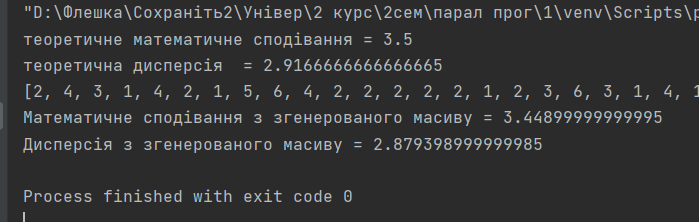 "D:\Флешка\Сохраніть2\Універ\2 курс\2сем\парал прог\1\venv\Scripts\p
теоретичне математичне сподівання = 3.5
теоретична дисперсія  = 2.9166666666666665
[2, 4, 3, 1, 4, 2, 1, 5, 6, 4, 2, 2, 2, 2, 2, 1, 2, 3, 6, 3, 1, 4, 1
Математичне сподівання з згенерованого масиву = 3.44899999999995
Дисперсія з згенерованого масиву = 2.879398999999985
Process finished with exit code 0